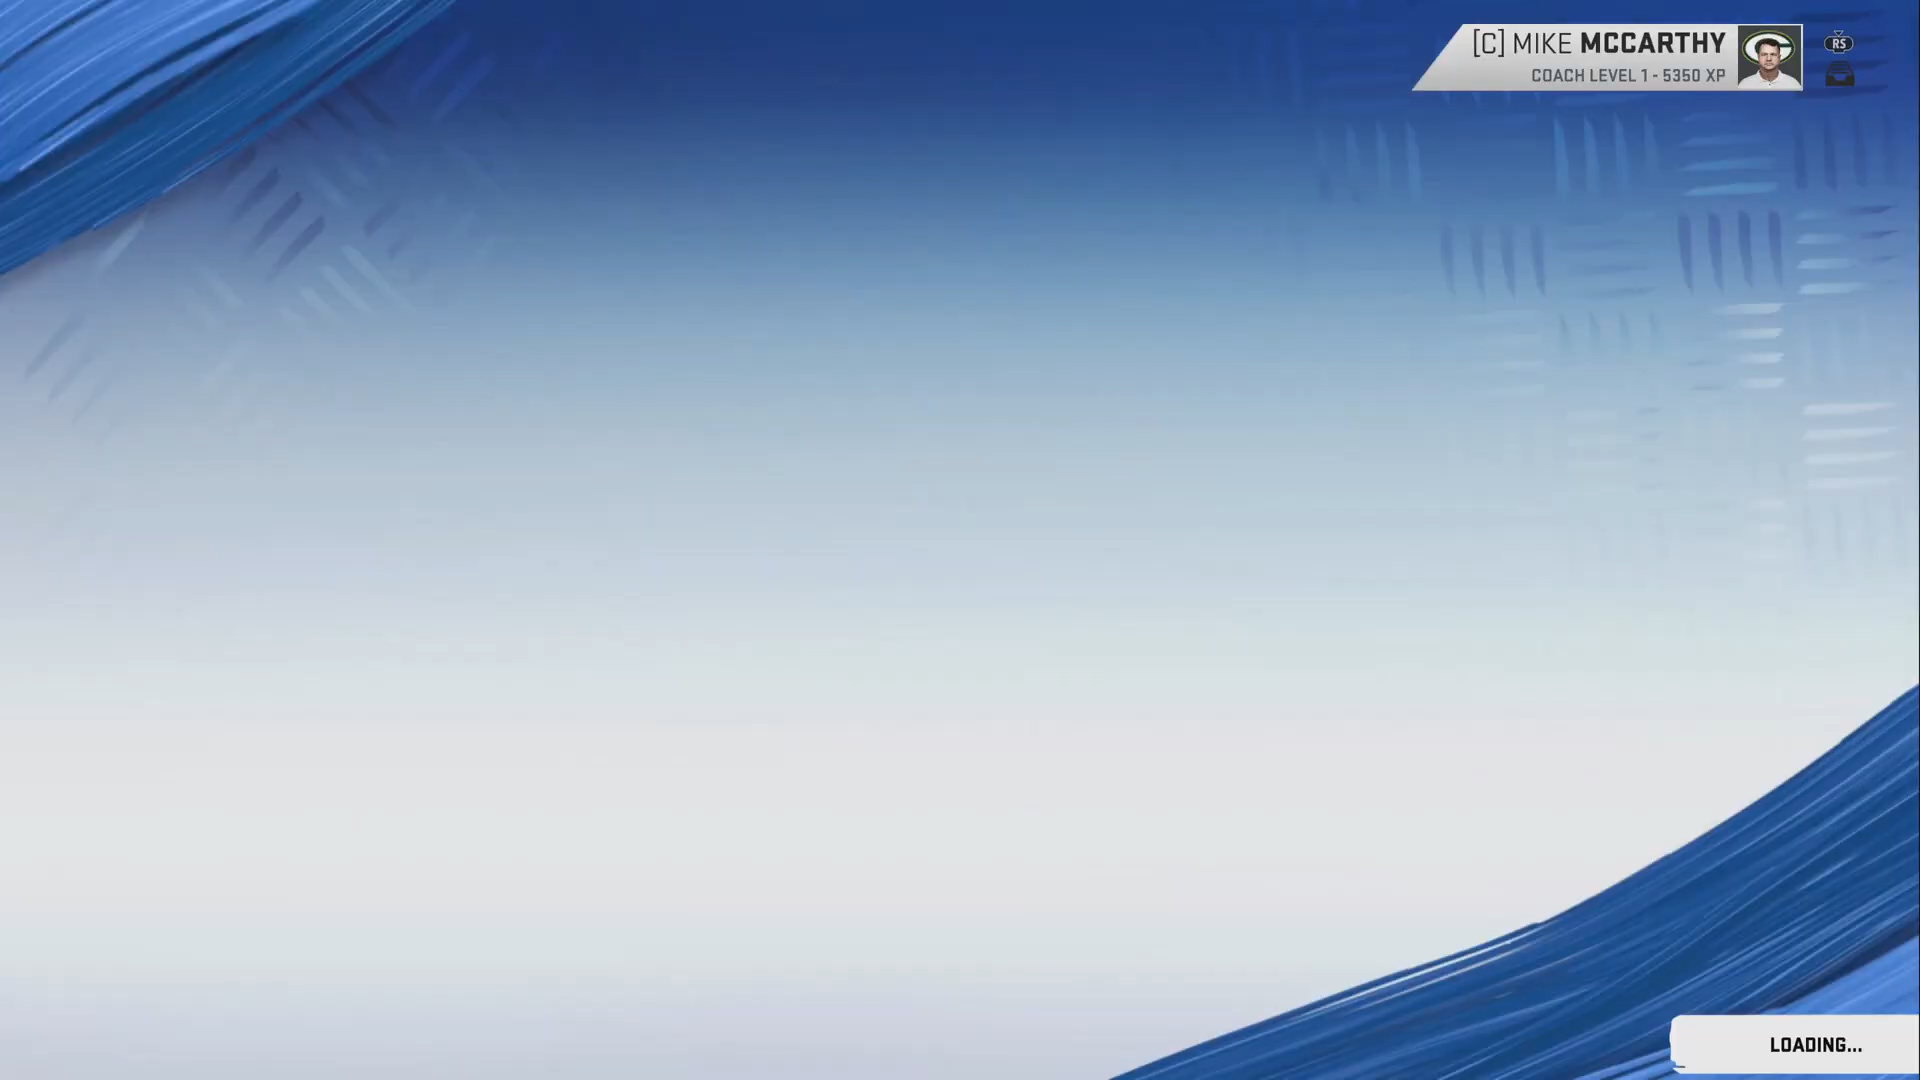 [C] MIKE MCCARTHY
COACH LEVEL 1 - 5350 XP
RS
LOADING...